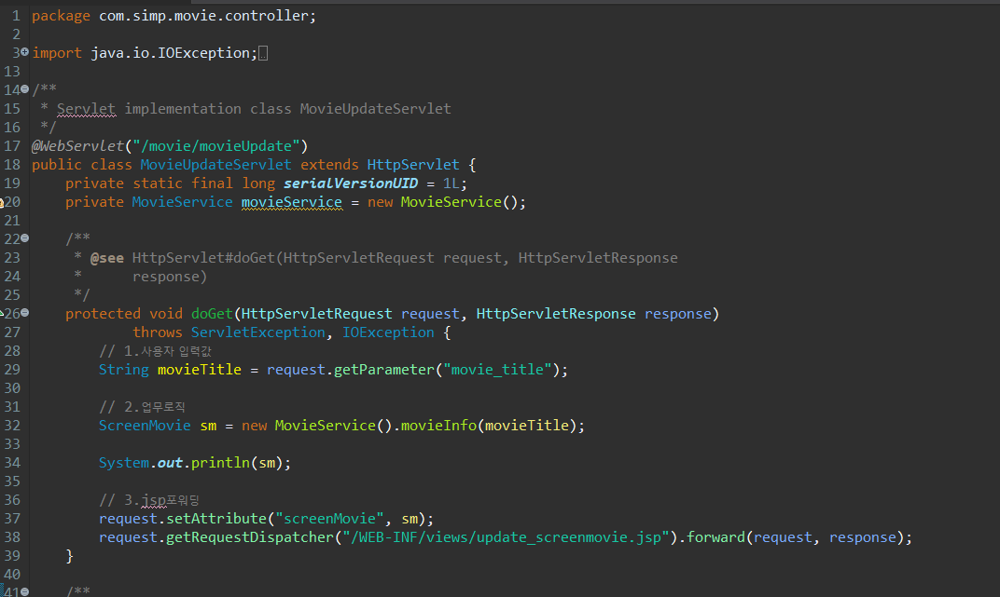 1 package com.simp.movie.controller;
2
3 import java.io.IOException;
13
14 /**
15  * Servlet implementation class MovieUpdateServlet
16  */
17 @WebServlet("/movie/movieUpdate")
18 public class MovieUpdateServlet extends HttpServlet {
19     private static final long serialVersionUID = 1L;
20     private MovieService movieService = new MovieService();
21
22     /**
23      * @see HttpServlet#doGet(HttpServletRequest request, HttpServletResponse
24      *      response)
25      */
26     protected void doGet(HttpServletRequest request, HttpServletResponse response)
27             throws ServletException, IOException {
28         // 1.사용자 입력값
29         String movieTitle = request.getParameter("movie_title");
30
31         // 2.업무로직
32         ScreenMovie sm = new MovieService().movieInfo(movieTitle);
33
34         System.out.println(sm);
35
36         // 3.jsp포워딩
37         request.setAttribute("screenMovie", sm);
38         request.getRequestDispatcher("/WEB-INF/views/update_screenmovie.jsp").forward(request, response);
39     }
40
41     /**